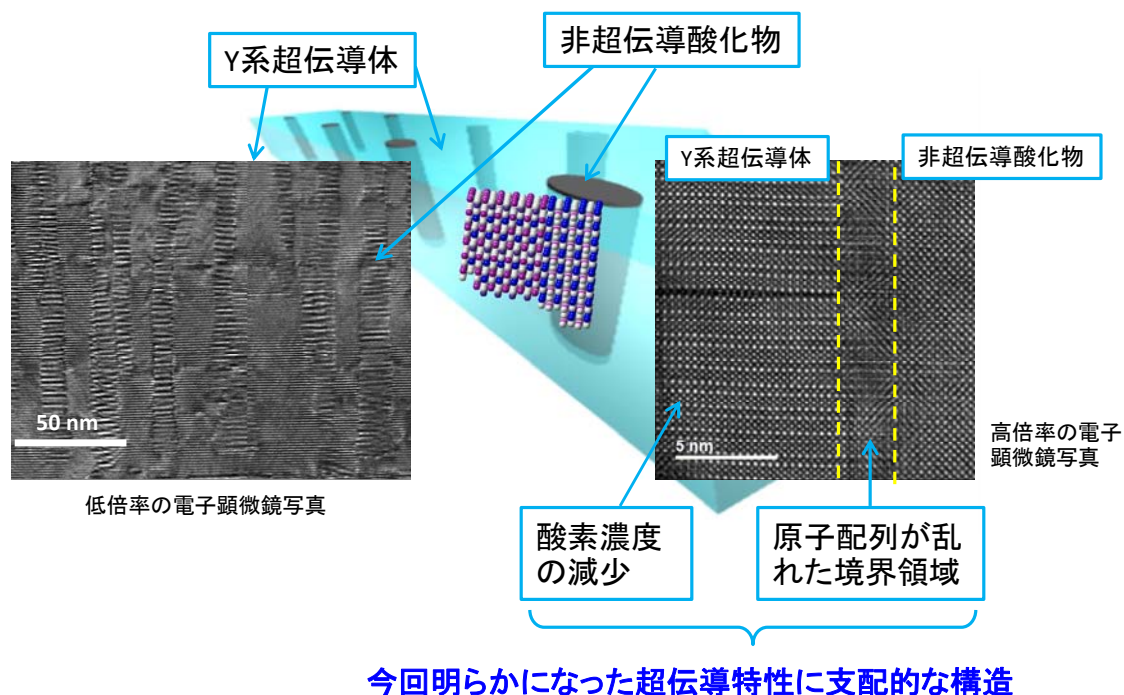 Y系超伝導体
非超伝導酸化物
Y系超伝導体
非超伝導酸化物
50 nm
5 nm
低倍率の電子顕微鏡写真
高倍率の電子
顕微鏡写真
酸素濃度
の減少
原子配列が乱
れた境界領域
今回明らかになった超伝導特性に支配的な構造